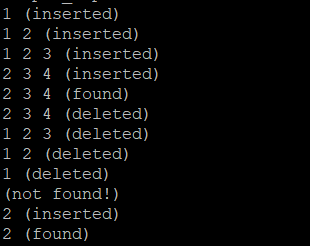 1 (inserted)
1 2 (inserted)
1 2 3 (inserted)
2 3 4 (inserted)
2 3 4 (found)
2 3 4 (deleted)
1 2 3 (deleted)
1 2 (deleted)
1 (deleted)
(not found!)
2 (inserted)
2 (found)